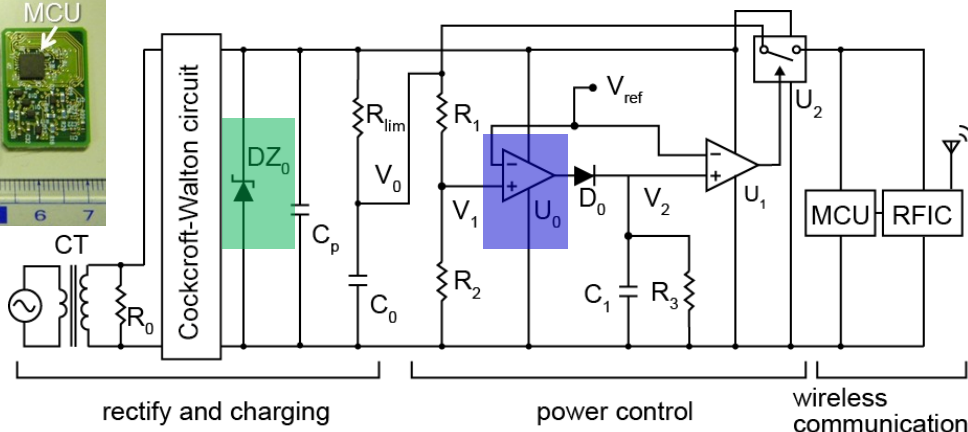 MCU
6 7
CT
R0
Cockcroft-Walton circuit
DZ0
Cp
Rlim
V0
C0
R1
V1
R2
Vref
U0
D0
V2
C1
R3
U1
U2
MCU
RFIC
rectify and charging
power control
wireless
communication